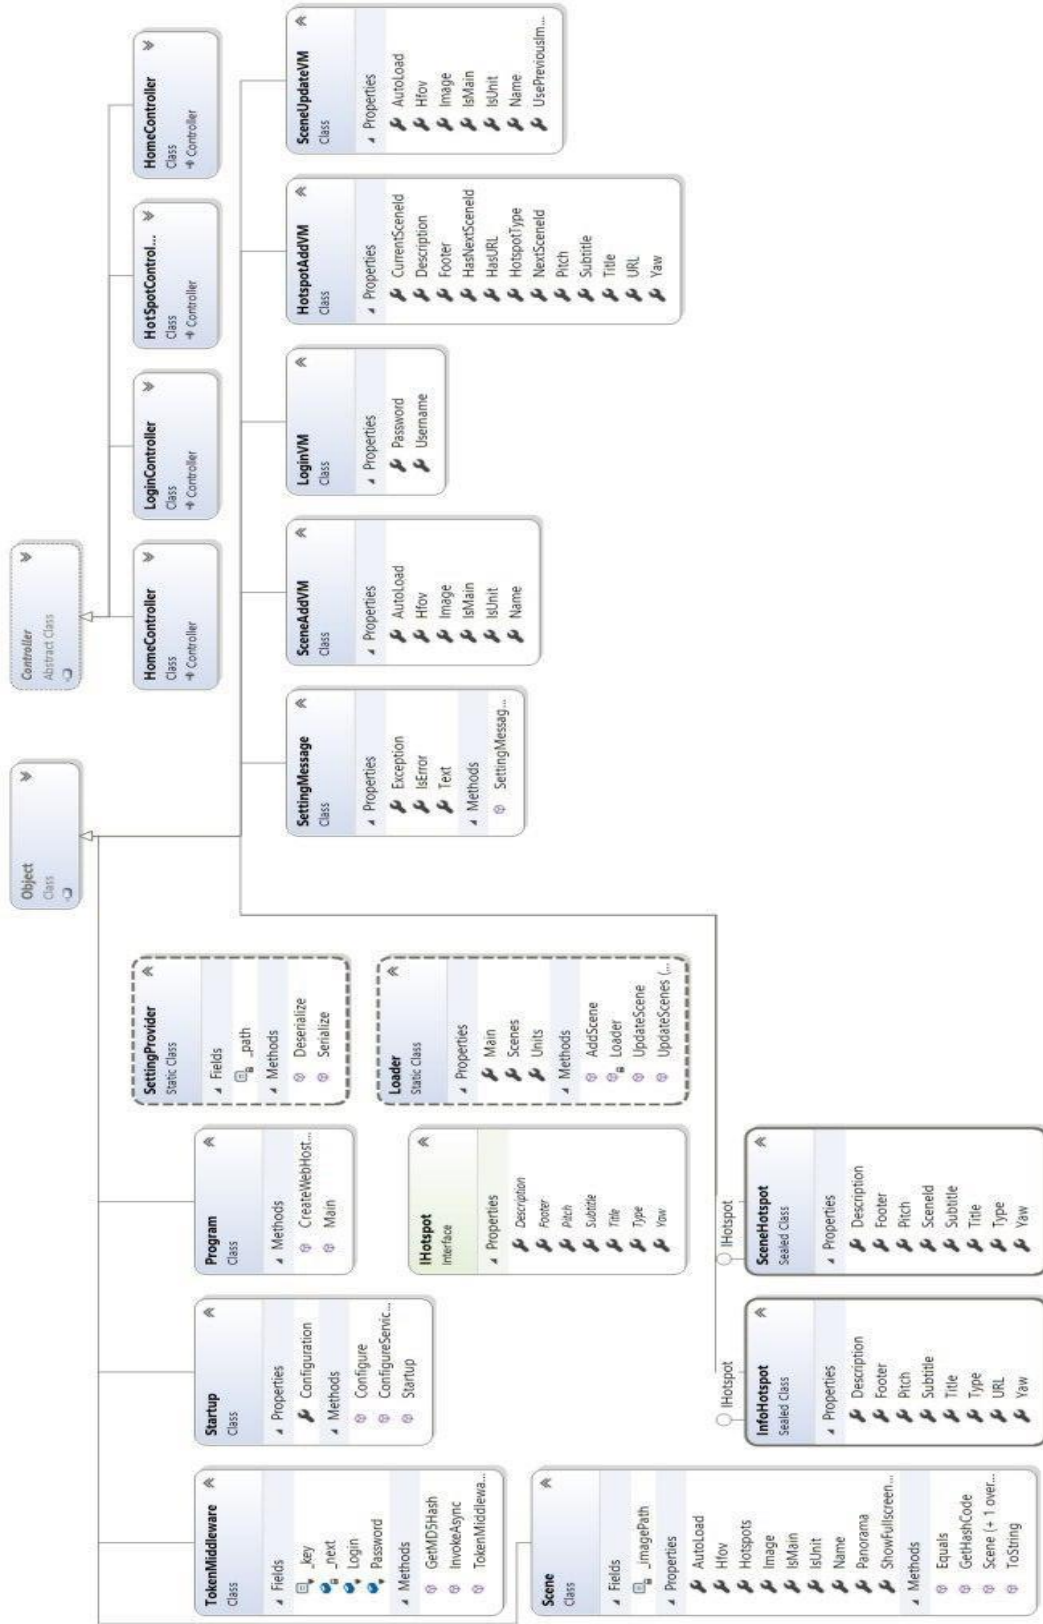 Object
Class
Controller
Abstract Class
TokenMiddleware
Class
Fields
_key
_next
Login
Password
Methods
GetMD5Hash
InvokeAsync
TokenMiddlewa...
Startup
Class
Properties
Configuration
Methods
Configure
ConfigureServic...
Startup
Program
Class
Methods
CreateWebHost...
Main
SettingProvider
Static Class
Fields
_path
Methods
Deserialize
Serialize
HomeController
Class
Controller
LoginController
Class
Controller
HotSpotControl...
Class
Controller
HomeController
Class
Controller
SettingMessage
Class
Properties
Exception
IsError
Text
Methods
SettingMessag...
SceneAddVM
Class
Properties
AutoLoad
Hfov
Image
IsMain
IsUnit
Name
LoginVM
Class
Properties
Password
Username
HotspotAddVM
Class
Properties
CurrentSceneId
Description
Footer
HasNextSceneId
HasURL
HotspotType
NextSceneId
Pitch
Subtitle
Title
URL
Yaw
SceneUpdateVM
Class
Properties
AutoLoad
Hfov
Image
IsMain
IsUnit
Name
UsePreviousIm...
Loader
Static Class
Properties
Main
Scenes
Units
Methods
AddScene
Loader
UpdateScene
UpdateScenes (...
IHotspot
Interface
Properties
Description
Footer
Pitch
Subtitle
Title
Type
Yaw
Scene
Class
Fields
_imagePath
Properties
AutoLoad
Hfov
Hotspots
Image
IsMain
IsUnit
Name
Panorama
ShowFullscreen...
Methods
Equals
GetHashCode
Scene (+ 1 over...
ToString
IHotspot
InfoHotspot
Sealed Class
Properties
Description
Footer
Pitch
Subtitle
Title
Type
URL
Yaw
IHotspot
SceneHotspot
Sealed Class
Properties
Description
Footer
Pitch
SceneId
Subtitle
Title
Type
Yaw